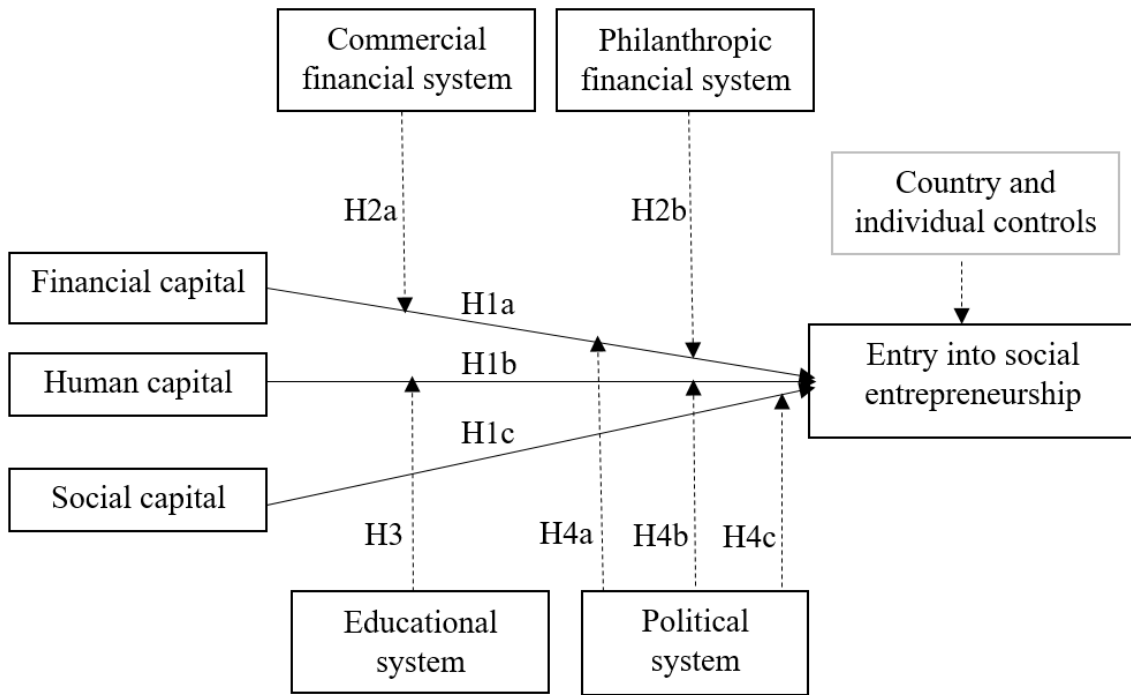 Commercial
financial system
Philanthropic
financial system
Country and
individual controls
H2a
H2b
Financial capital
H1a
Human capital
H1b
Entry into social
entrepreneurship
H1c
Social capital
H3
H4a
H4b
H4c
Educational
system
Political
system